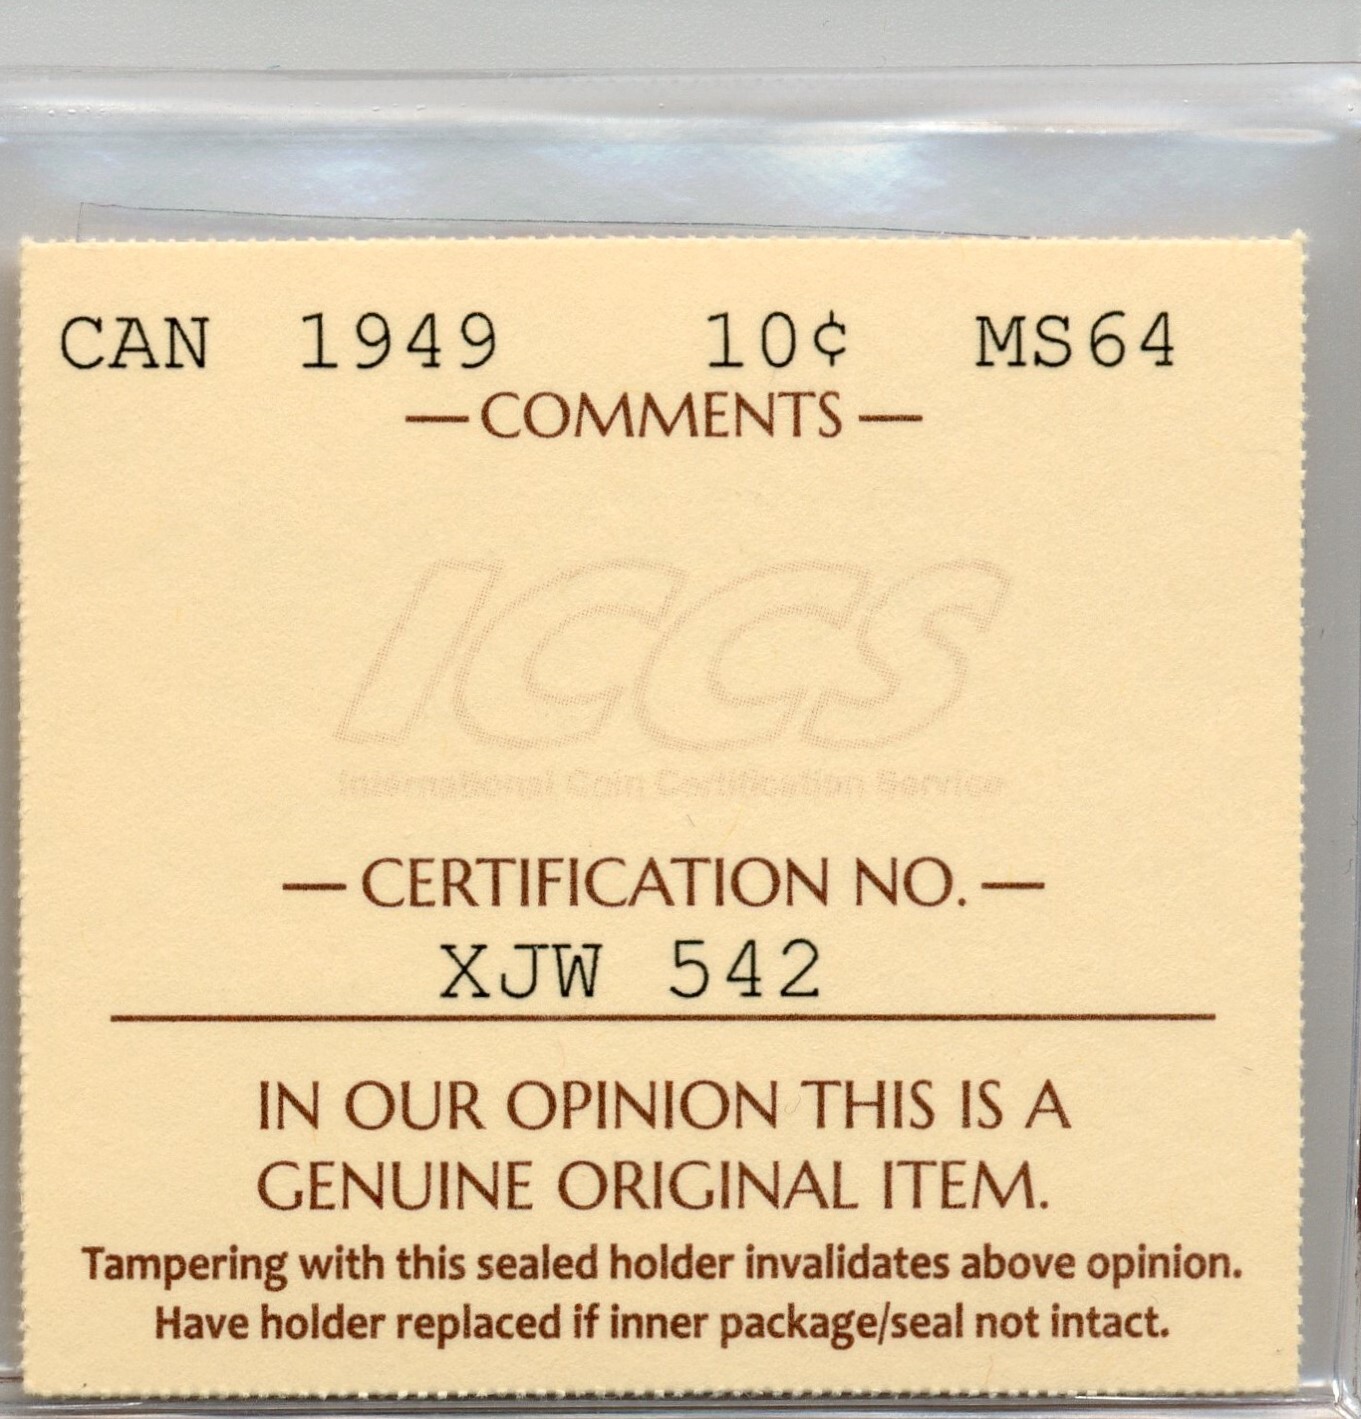 CAN 1949 10¢ MS64
—COMMENTS—
ICCS
International Coin Certification Service
—CERTIFICATION NO.—
XJW 542
IN OUR OPINION THIS IS A
GENUINE ORIGINAL ITEM.
Tampering with this sealed holder invalidates above opinion.
Have holder replaced if inner package/seal not intact.